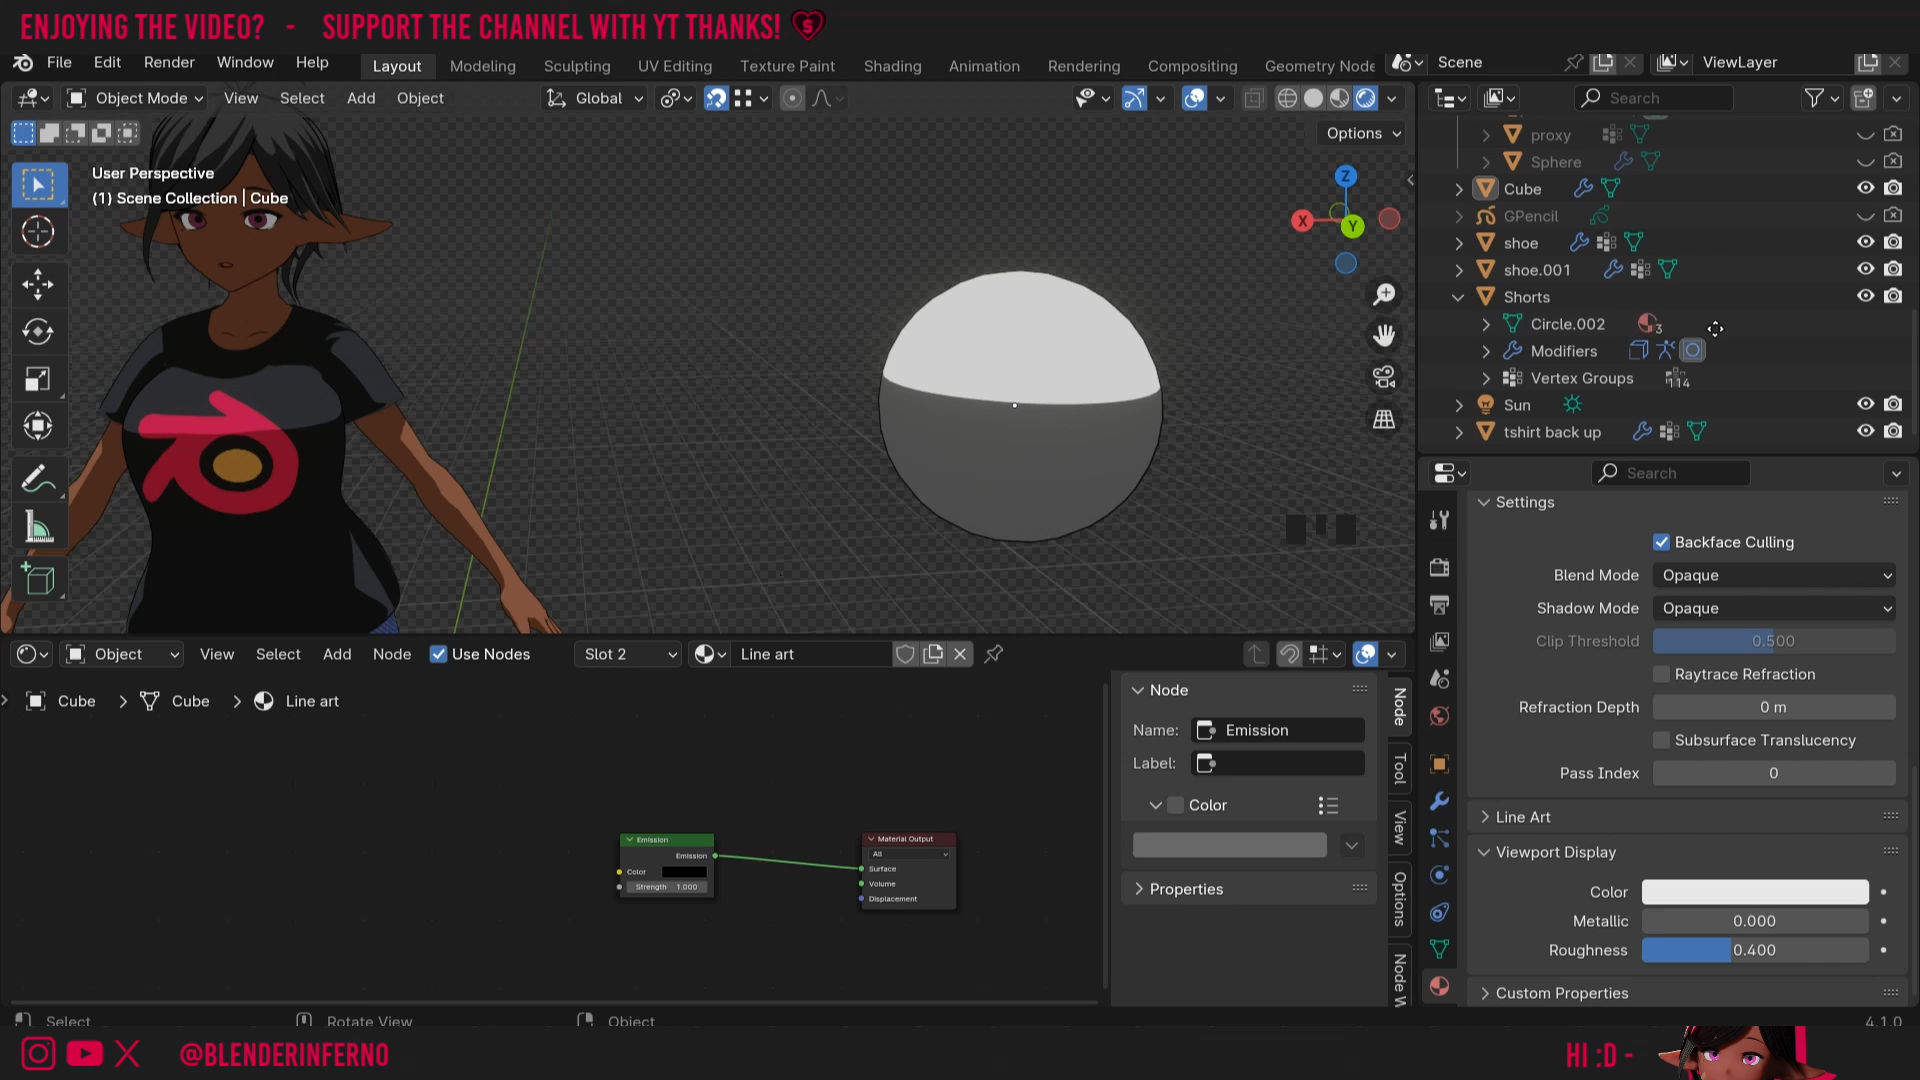 ENJOYING THE VIDEO? - SUPPORT THE CHANNEL WITH YT THANKS!
File Edit Render Window Help Layout Modeling Sculpting UV Editing Texture Paint Shading Animation Rendering Compositing Geometry Node Scene ViewLayer
Object Mode View Select Add Object Global Search
Options
User Perspective
(1) Scene Collection | Cube
Z
X
Y
proxy
Sphere
Cube
GPencil
shoe
shoe.001
Shorts
Circle.002 3
Modifiers
Vertex Groups 114
Sun
tshirt back up
Search
Settings
Backface Culling
Blend Mode Opaque
Shadow Mode Opaque
Clip Threshold 0.500
Raytrace Refraction
Refraction Depth 0 m
Subsurface Translucency
Pass Index 0
Line Art
Viewport Display
Color
Metallic 0.000
Roughness 0.400
Custom Properties
Object View Select Add Node Use Nodes Slot 2 Line art
Cube > Cube > Line art
Emission
Emission
Color
Strength 1.000
Material Output
All
Surface
Volume
Displacement
Node
Name: Emission
Label:
Color
Properties
Node
Tool
View
Options
Node W
Select Rotate View Object 4.1.0
@BLENDERINFERNO
HI :D -